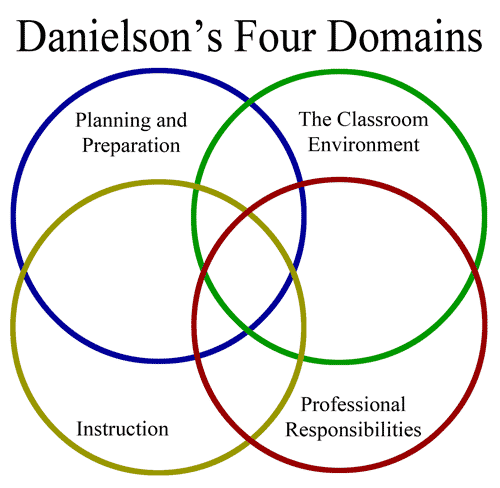 Danielson's Four Domains
Planning and
Preparation
The Classroom
Environment
Instruction
Professional
Responsibilities